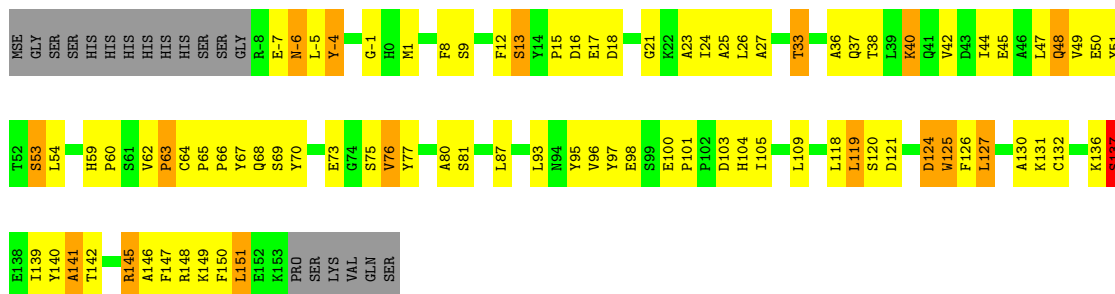 MSE GLY SER SER HIS HIS HIS HIS HIS HIS SER SER GLY R-8 E-7 N-6 L-5 Y-4 G-1 H0 M1 F8 S9 F12 S13 Y14 P15 D16 E17 D18 G21 K22 A23 I24 A25 L26 A27 T33 A36 Q37 T38 L39 K40 Q41 V42 D43 I44 E45 A46 L47 Q48 V49 E50 Y51
T52 S53 L54 H59 P60 S61 V62 P63 C64 P65 P66 Y67 Q68 S69 Y70 E73 G74 S75 V76 Y77 A80 S81 L87 L93 N94 Y95 V96 Y97 E98 S99 E100 P101 P102 D103 H104 I105 L109 L118 L119 S120 D121 D124 W125 F126 L127 A130 K131 C132 K136 S137
E138 I139 Y140 A141 T142 R145 A146 F147 R148 K149 F150 L151 E152 K153 PRO SER LYS VAL GLN SER